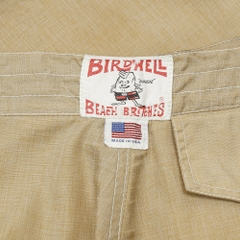 BIRDWELL
BEACH BRITCHES
MADE IN USA